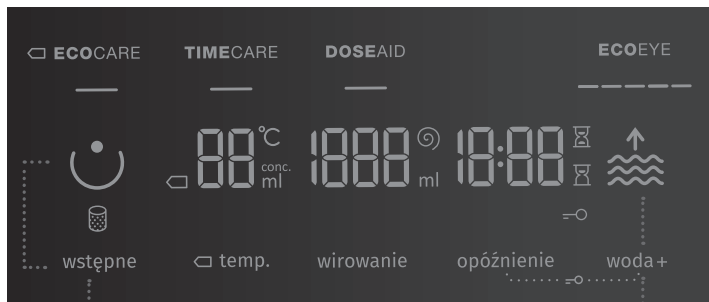 ECOCARE TIMECARE DOSEAID ECOEYE
88 °C 1888 18:88
conc.
ml ml
wstępne temp. wirowanie opóźnienie woda+